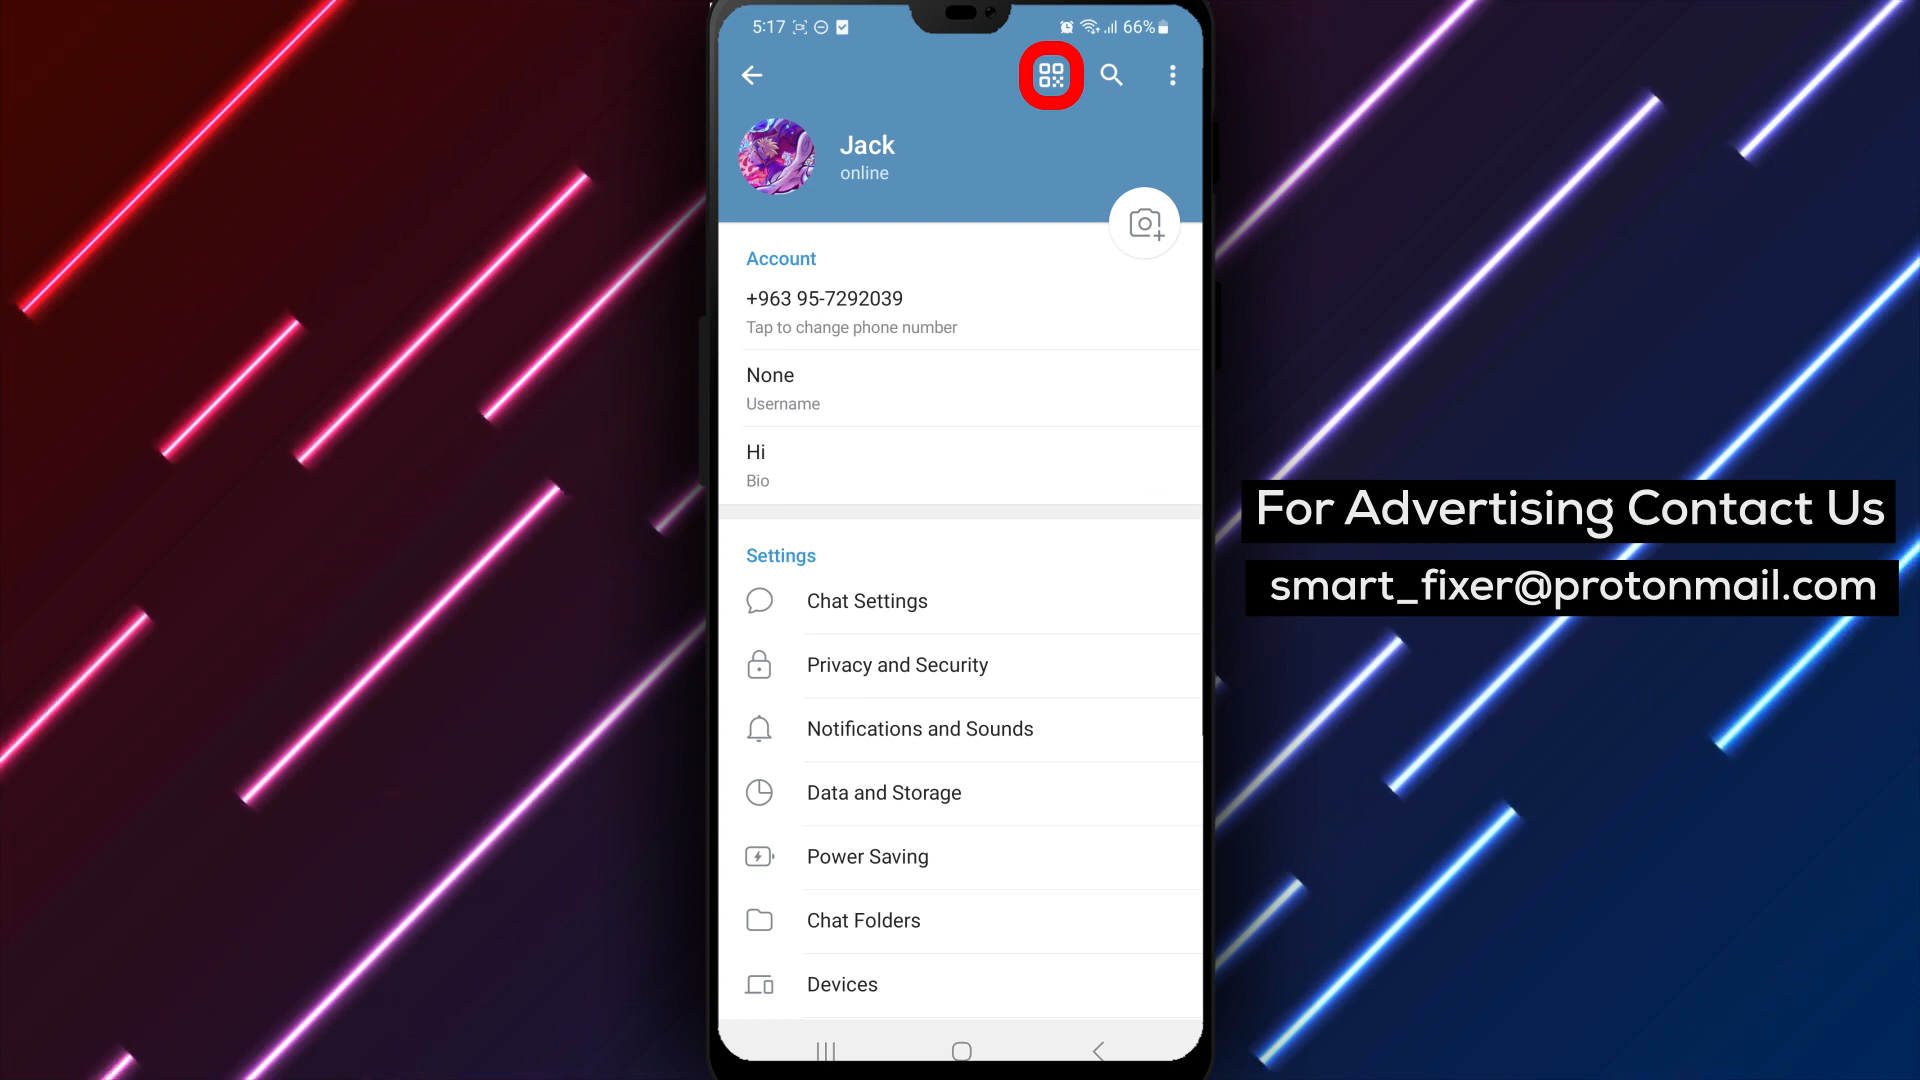 5:17
66%
Jack
online
Account
+963 95-7292039
Tap to change phone number
None
Username
Hi
Bio
Settings
Chat Settings
Privacy and Security
Notifications and Sounds
Data and Storage
Power Saving
Chat Folders
Devices
For Advertising Contact Us
smart_fixer@protonmail.com